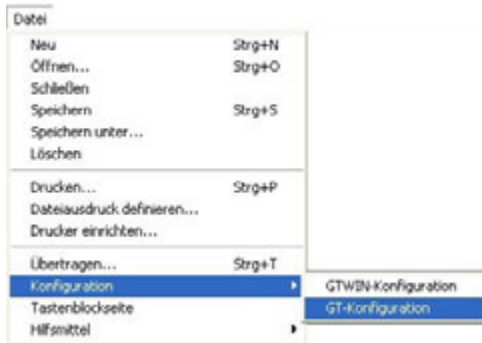 Datei
Neu Strg+N
Öffnen... Strg+O
Schließen
Speichern Strg+S
Speichern unter...
Löschen
Drucken... Strg+P
Dateiausdruck definieren...
Drucker einrichten...
Übertragen... Strg+T
Konfiguration
GTWIN-Konfiguration
Tastenblockseite
GT-Konfiguration
Hilfsmittel